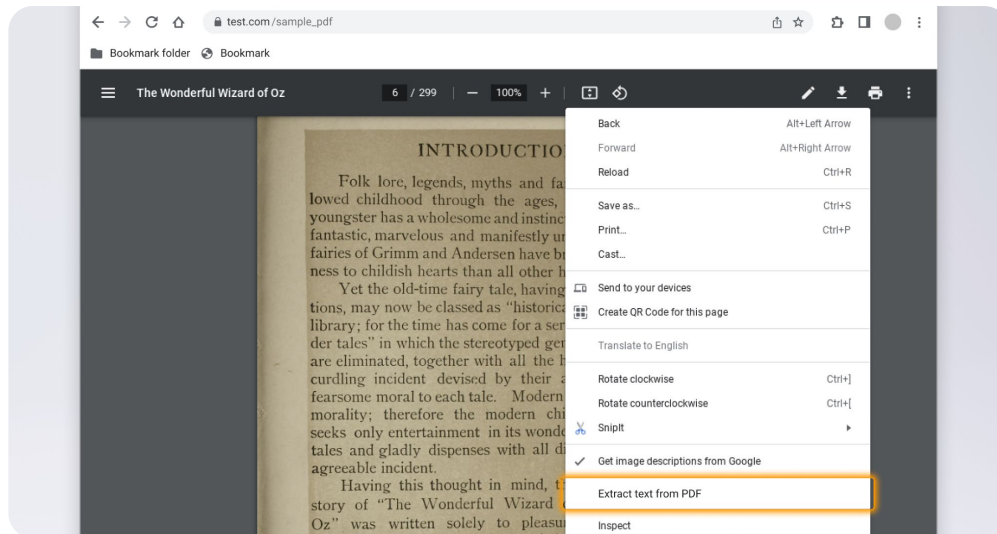 test.com/sample_pdf
Bookmark folder Bookmark
The Wonderful Wizard of Oz 6 / 299 100%
INTRODUCTIO
Folk lore, legends, myths and
lowed childhood through the ages,
youngster has a wholesome and
fantastic, marvelous and manifestly
fairies of Grimm and Andersen have
ness to childish hearts than all other
Yet the old-time fairy tale, having
tions, may now be classed as “historica
library; for the time has come for a
der tales” in which the stereotyped
are eliminated, together with all the
curdling incident devised by their
fearsome moral to each tale. Modern
morality; therefore the modern
seeks only entertainment in its
tales and gladly dispenses with all
agreeable incident.
Having this thought in mind,
story of “The Wonderful Wizard
Oz” was written solely to
Back Alt+Left Arrow
Forward Alt+Right Arrow
Reload Ctrl+R
Save as... Ctrl+S
Print... Ctrl+P
Cast...
Send to your devices
Create QR Code for this page
Translate to English
Rotate clockwise Ctrl+]
Rotate counterclockwise Ctrl+[
SnipIt
Get image descriptions from Google
Extract text from PDF
Inspect